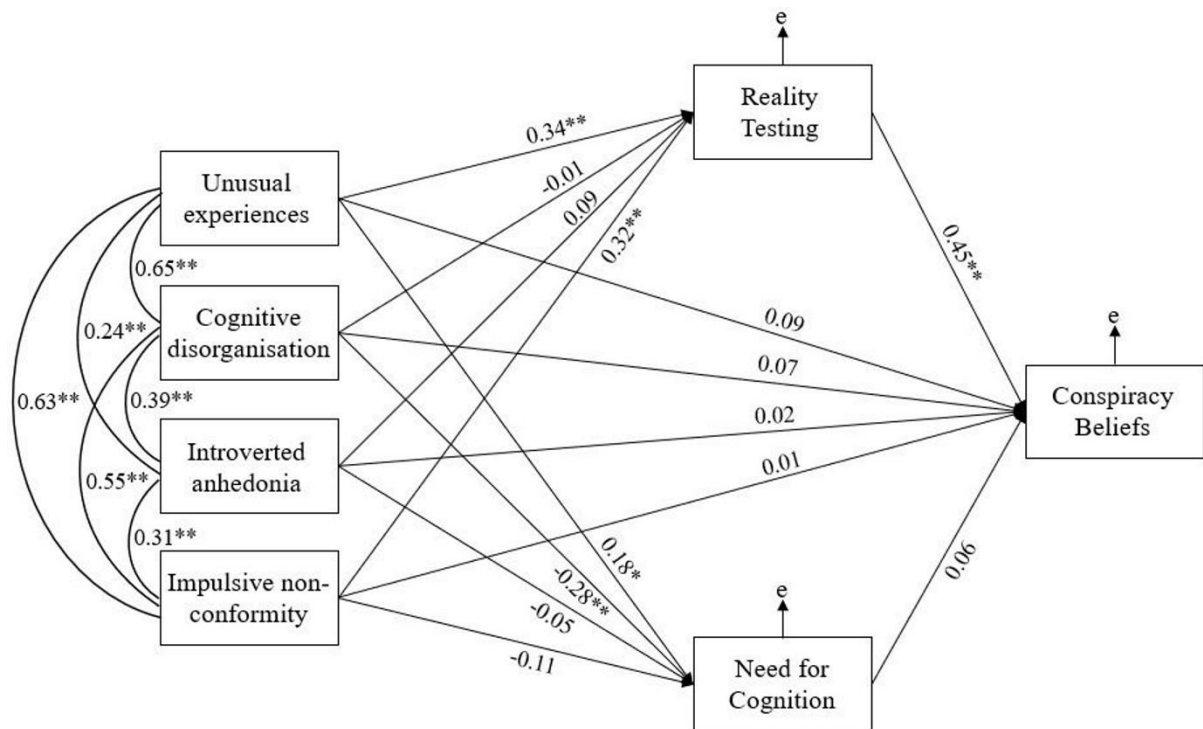 e
Reality
Testing
0.34**
-0.01
0.09
0.32**
Unusual
experiences
0.65**
Cognitive
disorganisation
0.24**
0.63**
0.39**
Introverted
anhedonia
0.55**
0.31**
Impulsive non-
conformity
0.45**
0.09
0.07
0.02
0.01
e
Conspiracy
Beliefs
0.18*
-0.28**
-0.05
-0.11
0.06
e
Need for
Cognition